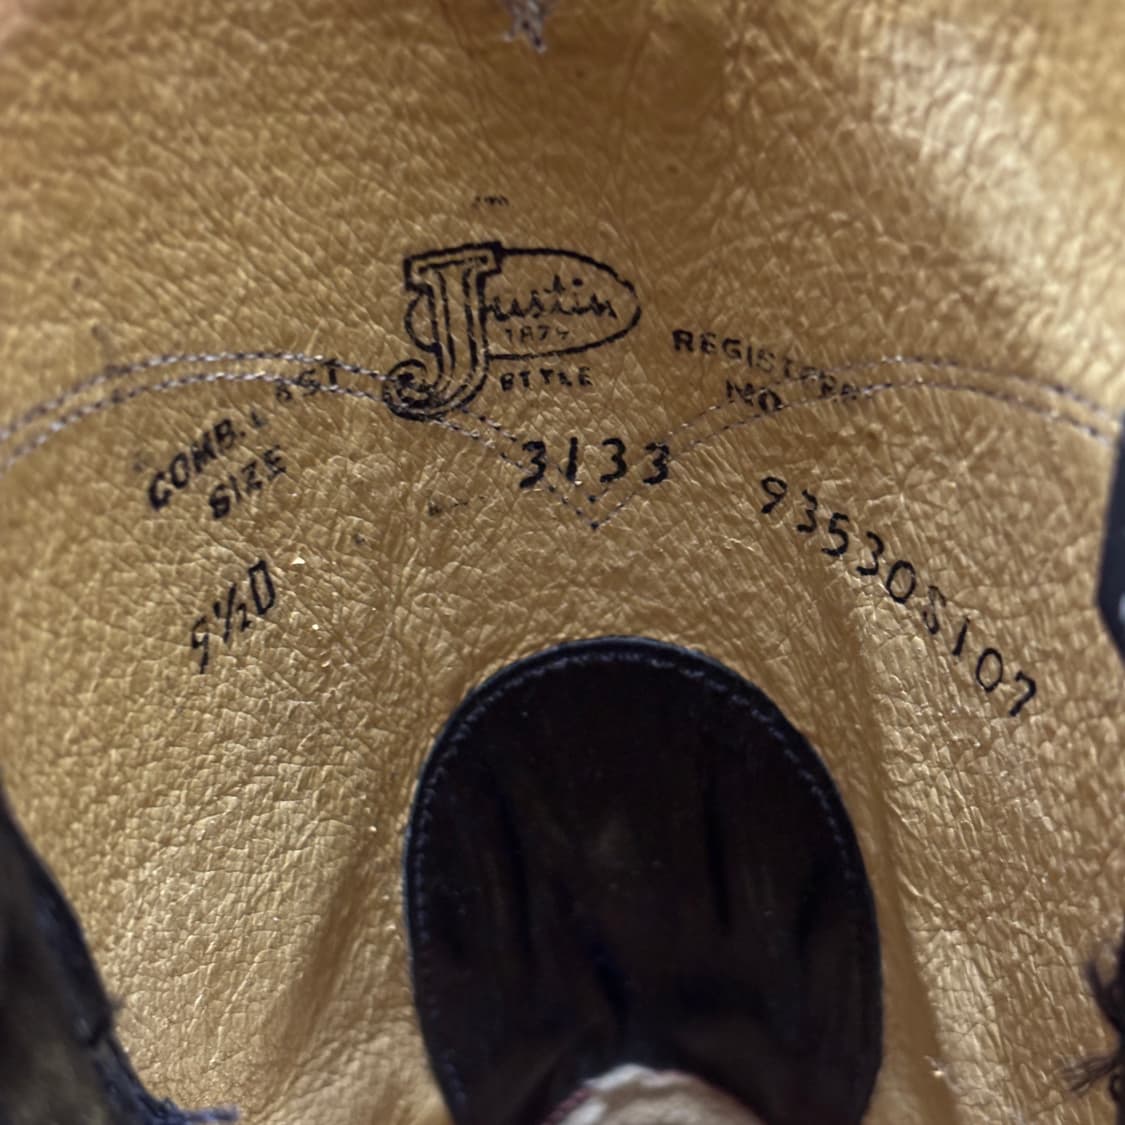 Justin
1879
STYLE
3133
COMB. LAST
SIZE
9½D
REGISTERED
NO.
935305107